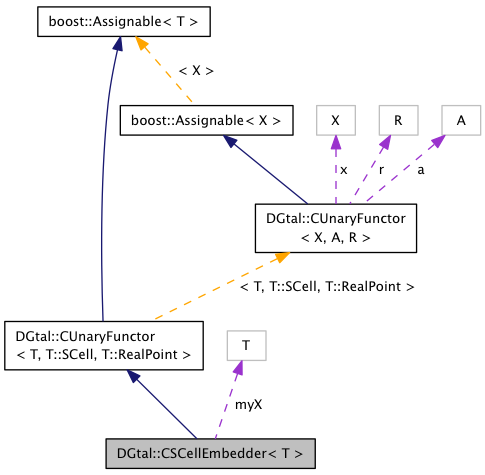 boost::Assignable< T >
< X >
boost::Assignable< X >
X
R
A
x
r
a
DGtal::CUnaryFunctor
< X, A, R >
< T, T::SCell, T::RealPoint >
DGtal::CUnaryFunctor
< T, T::SCell, T::RealPoint >
T
myX
DGtal::CSCellEmbedder< T >